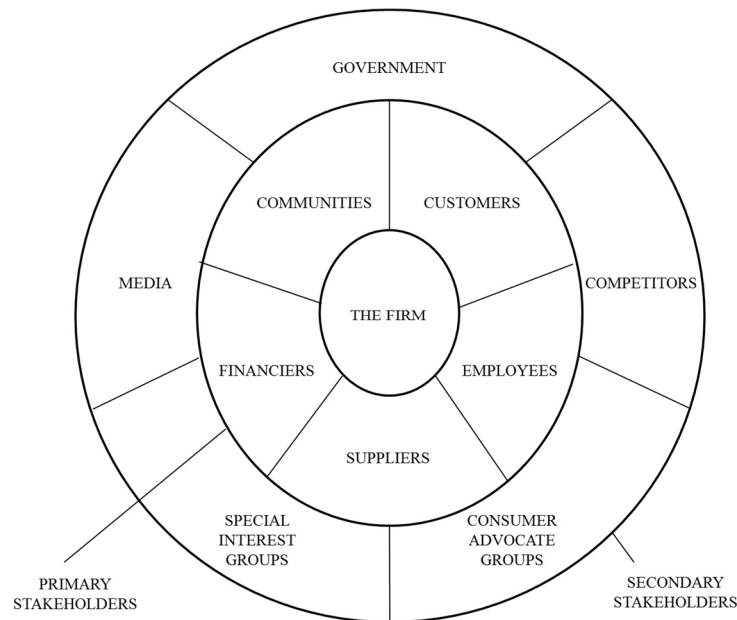 GOVERNMENT
COMMUNITIES
CUSTOMERS
MEDIA
COMPETITORS
THE FIRM
FINANCIERS
EMPLOYEES
SUPPLIERS
SPECIAL
INTEREST
GROUPS
CONSUMER
ADVOCATE
GROUPS
PRIMARY
STAKEHOLDERS
SECONDARY
STAKEHOLDERS